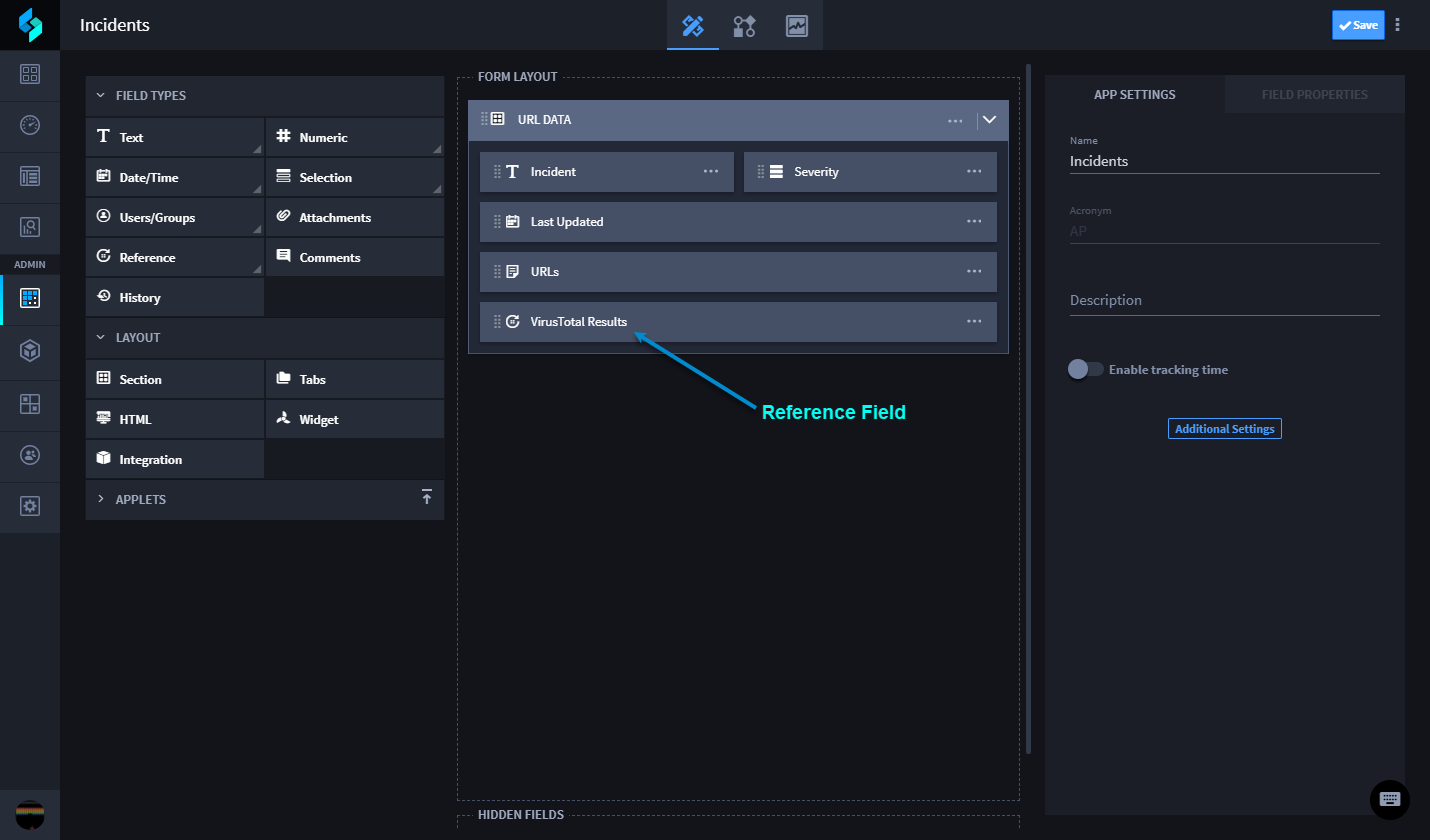 Incidents
Save
ADMIN
FIELD TYPES
Text
Numeric
Date/Time
Selection
Users/Groups
Attachments
Reference
Comments
History
LAYOUT
Section
Tabs
HTML
Widget
Integration
APPLETS
FORM LAYOUT
URL DATA
Incident
Severity
Last Updated
URLs
VirusTotal Results
Reference Field
HIDDEN FIELDS
APP SETTINGS
FIELD PROPERTIES
Name
Incidents
Acronym
AP
Description
Enable tracking time
Additional Settings